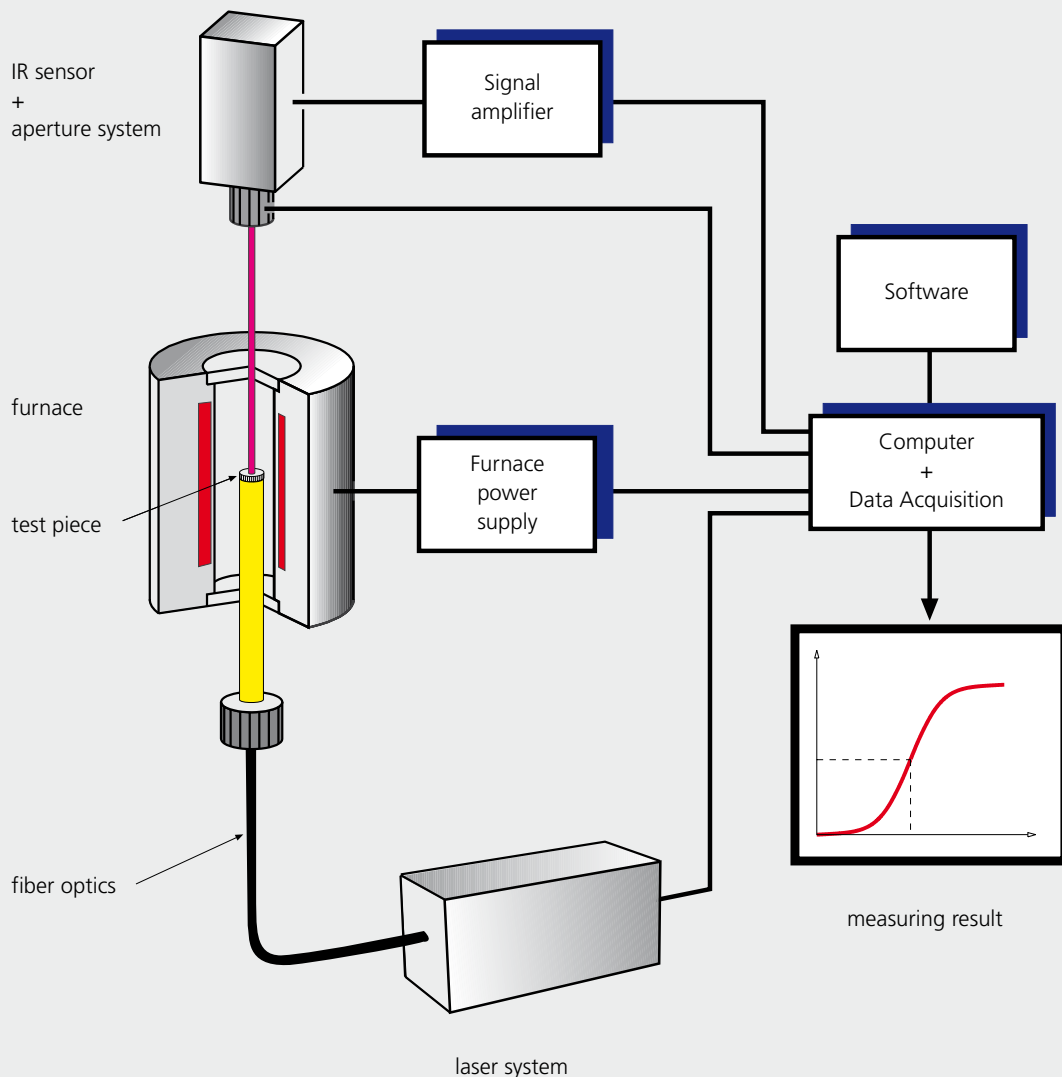 IR sensor
+
aperture system
Signal
amplifier
Software
furnace
Computer
+
Data Acquisition
Furnace
power
supply
test piece
fiber optics
measuring result
laser system